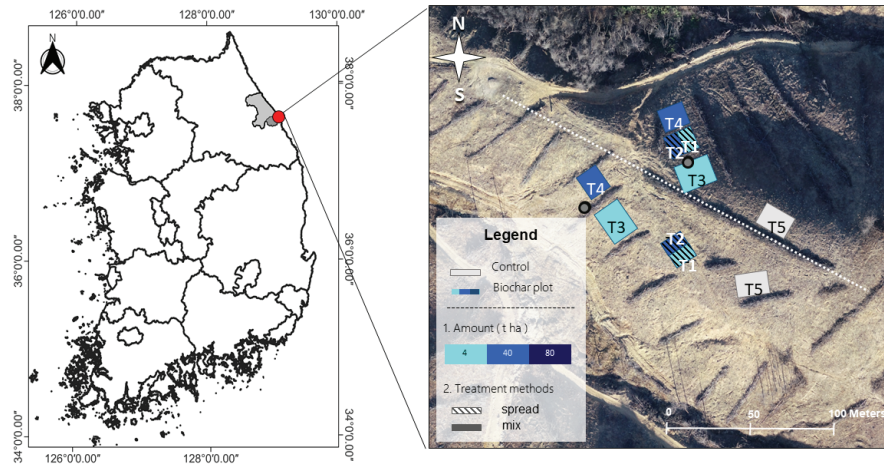 126°0'0.00"
128°0'0.00"
130°0'0.00"
N
38°0'0.00"
38°0'0.00"
36°0'0.00"
36°0'0.00"
34°0'0.00"
34°0'0.00"
126°0'0.00"
128°0'0.00"
N
S
T4
T1
T2
T3
T4
T3
T5
T2
T1
T5
Legend
Control
Biochar plot
1. Amount ( t ha )
4 40 80
2. Treatment methods
spread
mix
0 50 100 Meters